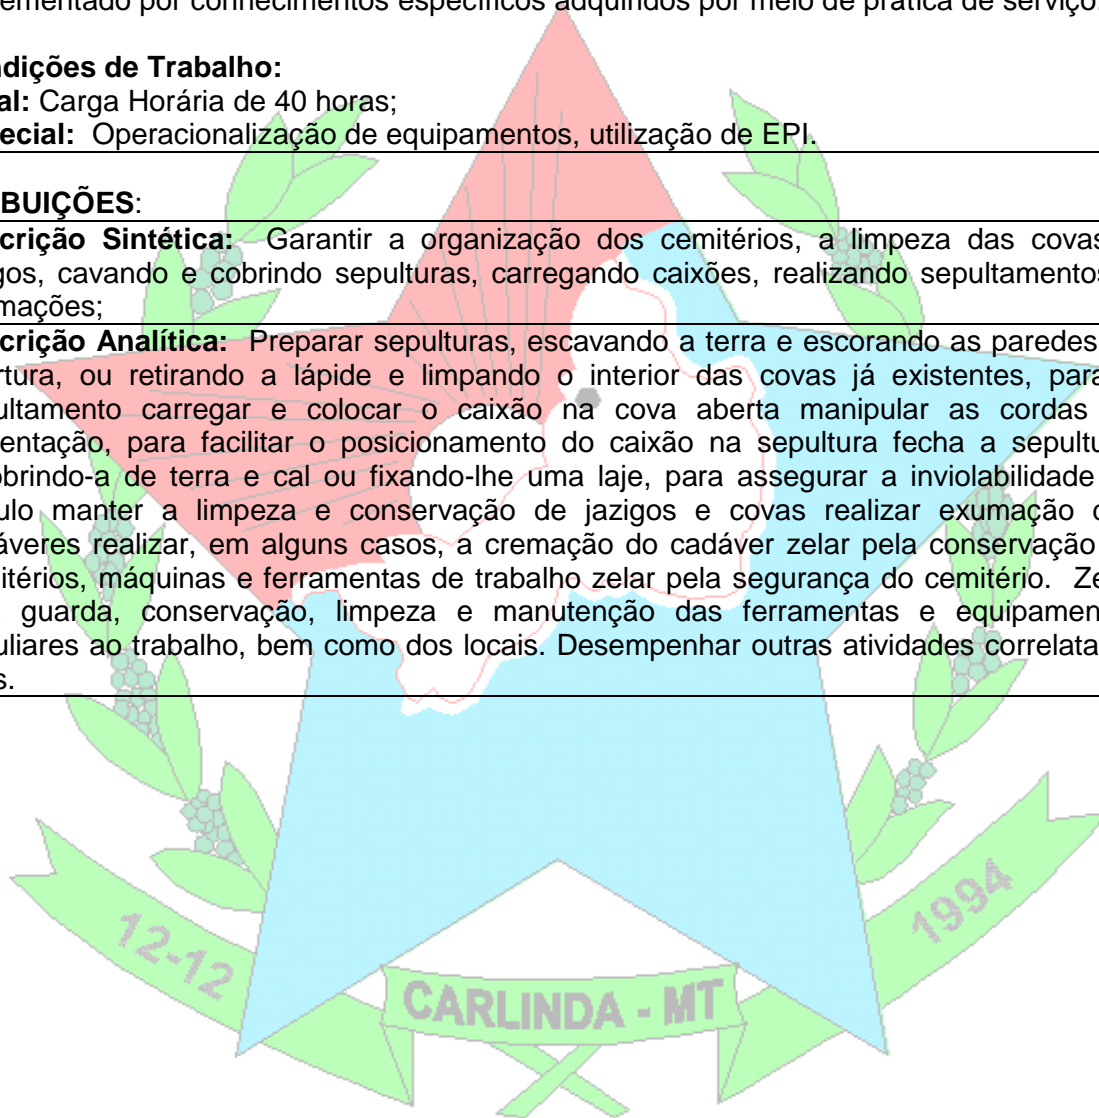 ementado por conhecimentos específicos adquiridos por meio de prática de serviço.
ndições de Trabalho:
al: Carga Horária de 40 horas;
ecial: Operacionalização de equipamentos, utilização de EPI.
BUIÇÕES:
crição Sintética: Garantir a organização dos cemitérios, a limpeza das covas
gos, cavando e cobrindo sepulturas, carregando caixões, realizando sepultamentos
mações;
crição Analítica: Preparar sepulturas, escavando a terra e escorando as paredes
rtura, ou retirando a lápide e limpando o interior das covas já existentes, para
ultamento carregar e colocar o caixão na cova aberta manipular as cordas
entação, para facilitar o posicionamento do caixão na sepultura fecha a sepultu
obrindo-a de terra e cal ou fixando-lhe uma laje, para assegurar a inviolabilidade
ulo manter a limpeza e conservação de jazigos e covas realizar exumação d
áveres realizar, em alguns casos, a cremação do cadáver zelar pela conservação
itérios, máquinas e ferramentas de trabalho zelar pela segurança do cemitério. Ze
guarda, conservação, limpeza e manutenção das ferramentas e equipamen
uliares ao trabalho, bem como dos locais. Desempenhar outras atividades correlata
s.
12-12
1994
CARLINDA - MT